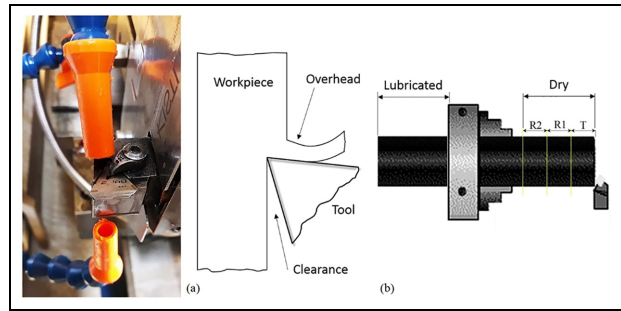 Workpiece
Overhead
Tool
Clearance
(a)
Lubricated
Dry
R2 R1 T
(b)